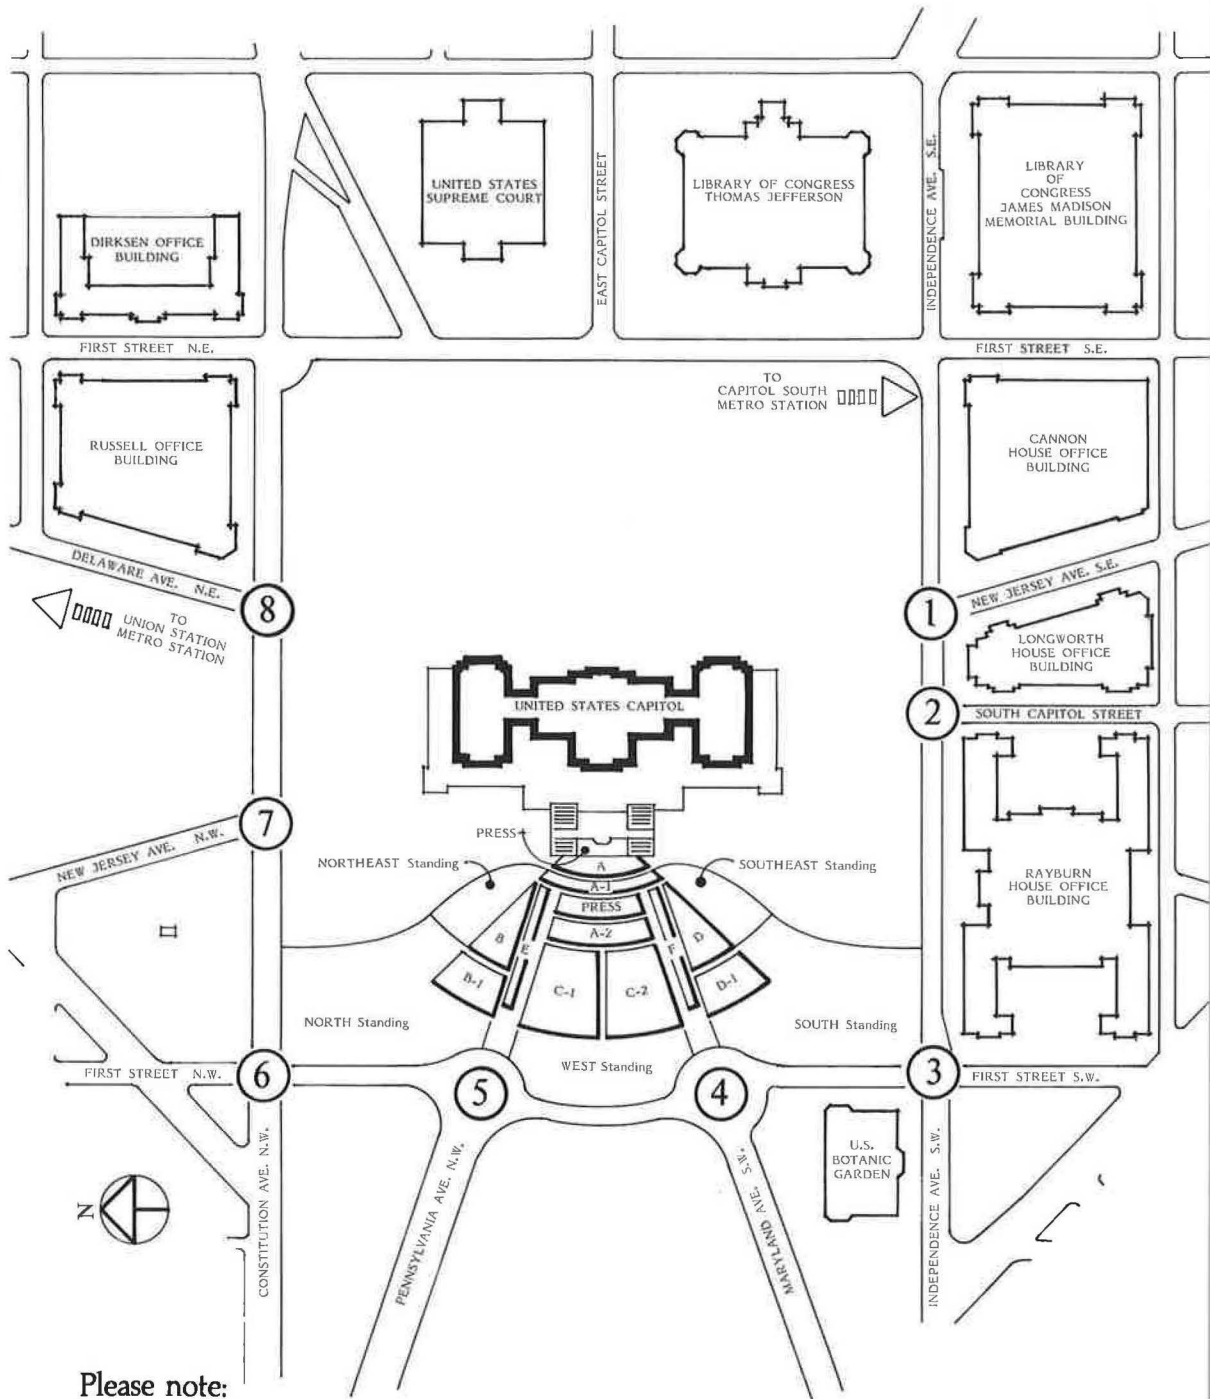 UNITED STATES
SUPREME COURT
EAST CAPITOL STREET
LIBRARY OF CONGRESS
THOMAS JEFFERSON
INDEPENDENCE AVE. S.E.
LIBRARY
OF
CONGRESS
JAMES MADISON
MEMORIAL BUILDING
DIRKSEN OFFICE
BUILDING
FIRST STREET N.E.
FIRST STREET S.E.
TO
CAPITOL SOUTH
METRO STATION
RUSSELL OFFICE
BUILDING
CANNON
HOUSE OFFICE
BUILDING
DELAWARE AVE. N.E.
8
TO
UNION STATION
METRO STATION
1
NEW JERSEY AVE. S.E.
LONGWORTH
HOUSE OFFICE
BUILDING
UNITED STATES CAPITOL
2
SOUTH CAPITOL STREET
7
NEW JERSEY AVE. N.W.
PRESS
NORTHEAST Standing
SOUTHEAST Standing
A
A-1
PRESS
A-2
B
E
F
D
B-1
C-1
C-2
D-1
RAYBURN
HOUSE OFFICE
BUILDING
NORTH Standing
SOUTH Standing
WEST Standing
FIRST STREET N.W.
6
5
4
3
FIRST STREET S.W.
U.S.
BOTANIC
GARDEN
N
CONSTITUTION AVE. N.W.
PENNSYLVANIA AVE. N.W.
MARYLAND AVE. S.W.
INDEPENDENCE AVE. S.W.
Please note: